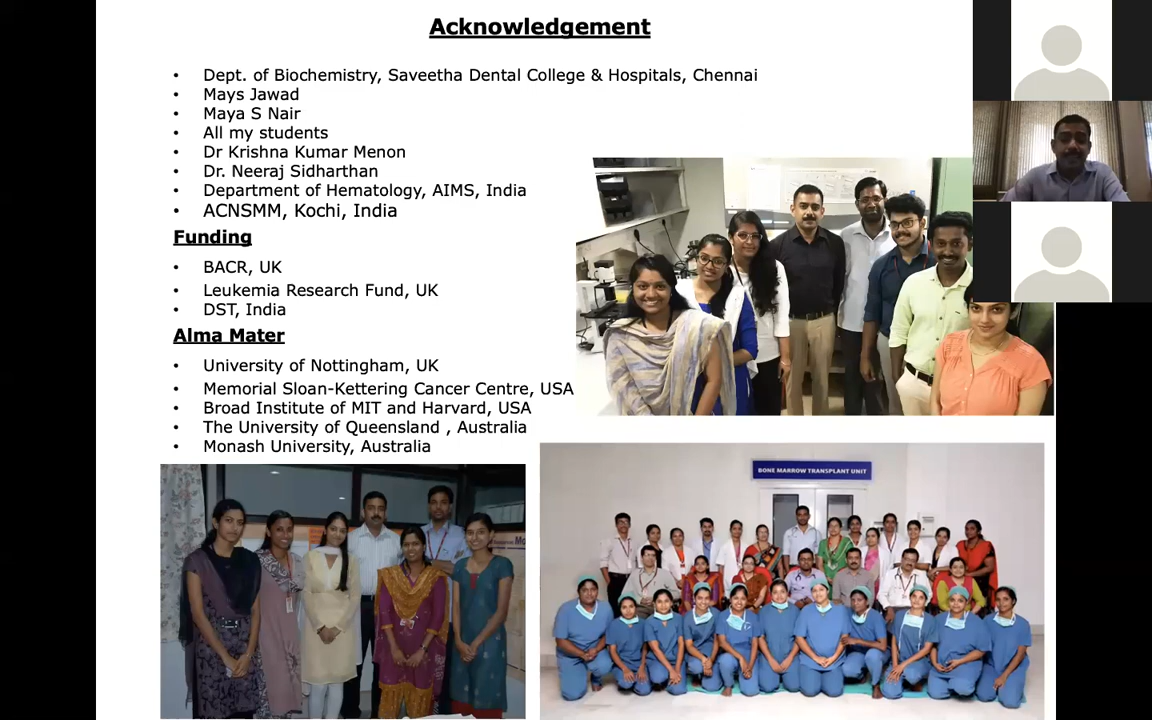 Acknowledgement
• Dept. of Biochemistry, Saveetha Dental College & Hospitals, Chennai
• Mays Jawad
• Maya S Nair
• All my students
• Dr Krishna Kumar Menon
• Dr. Neeraj Sidharthan
• Department of Hematology, AIMS, India
• ACNSMM, Kochi, India
Funding
• BACR, UK
• Leukemia Research Fund, UK
• DST, India
Alma Mater
• University of Nottingham, UK
• Memorial Sloan-Kettering Cancer Centre, USA
• Broad Institute of MIT and Harvard, USA
• The University of Queensland , Australia
• Monash University, Australia
BONE MARROW TRANSPLANT UNIT